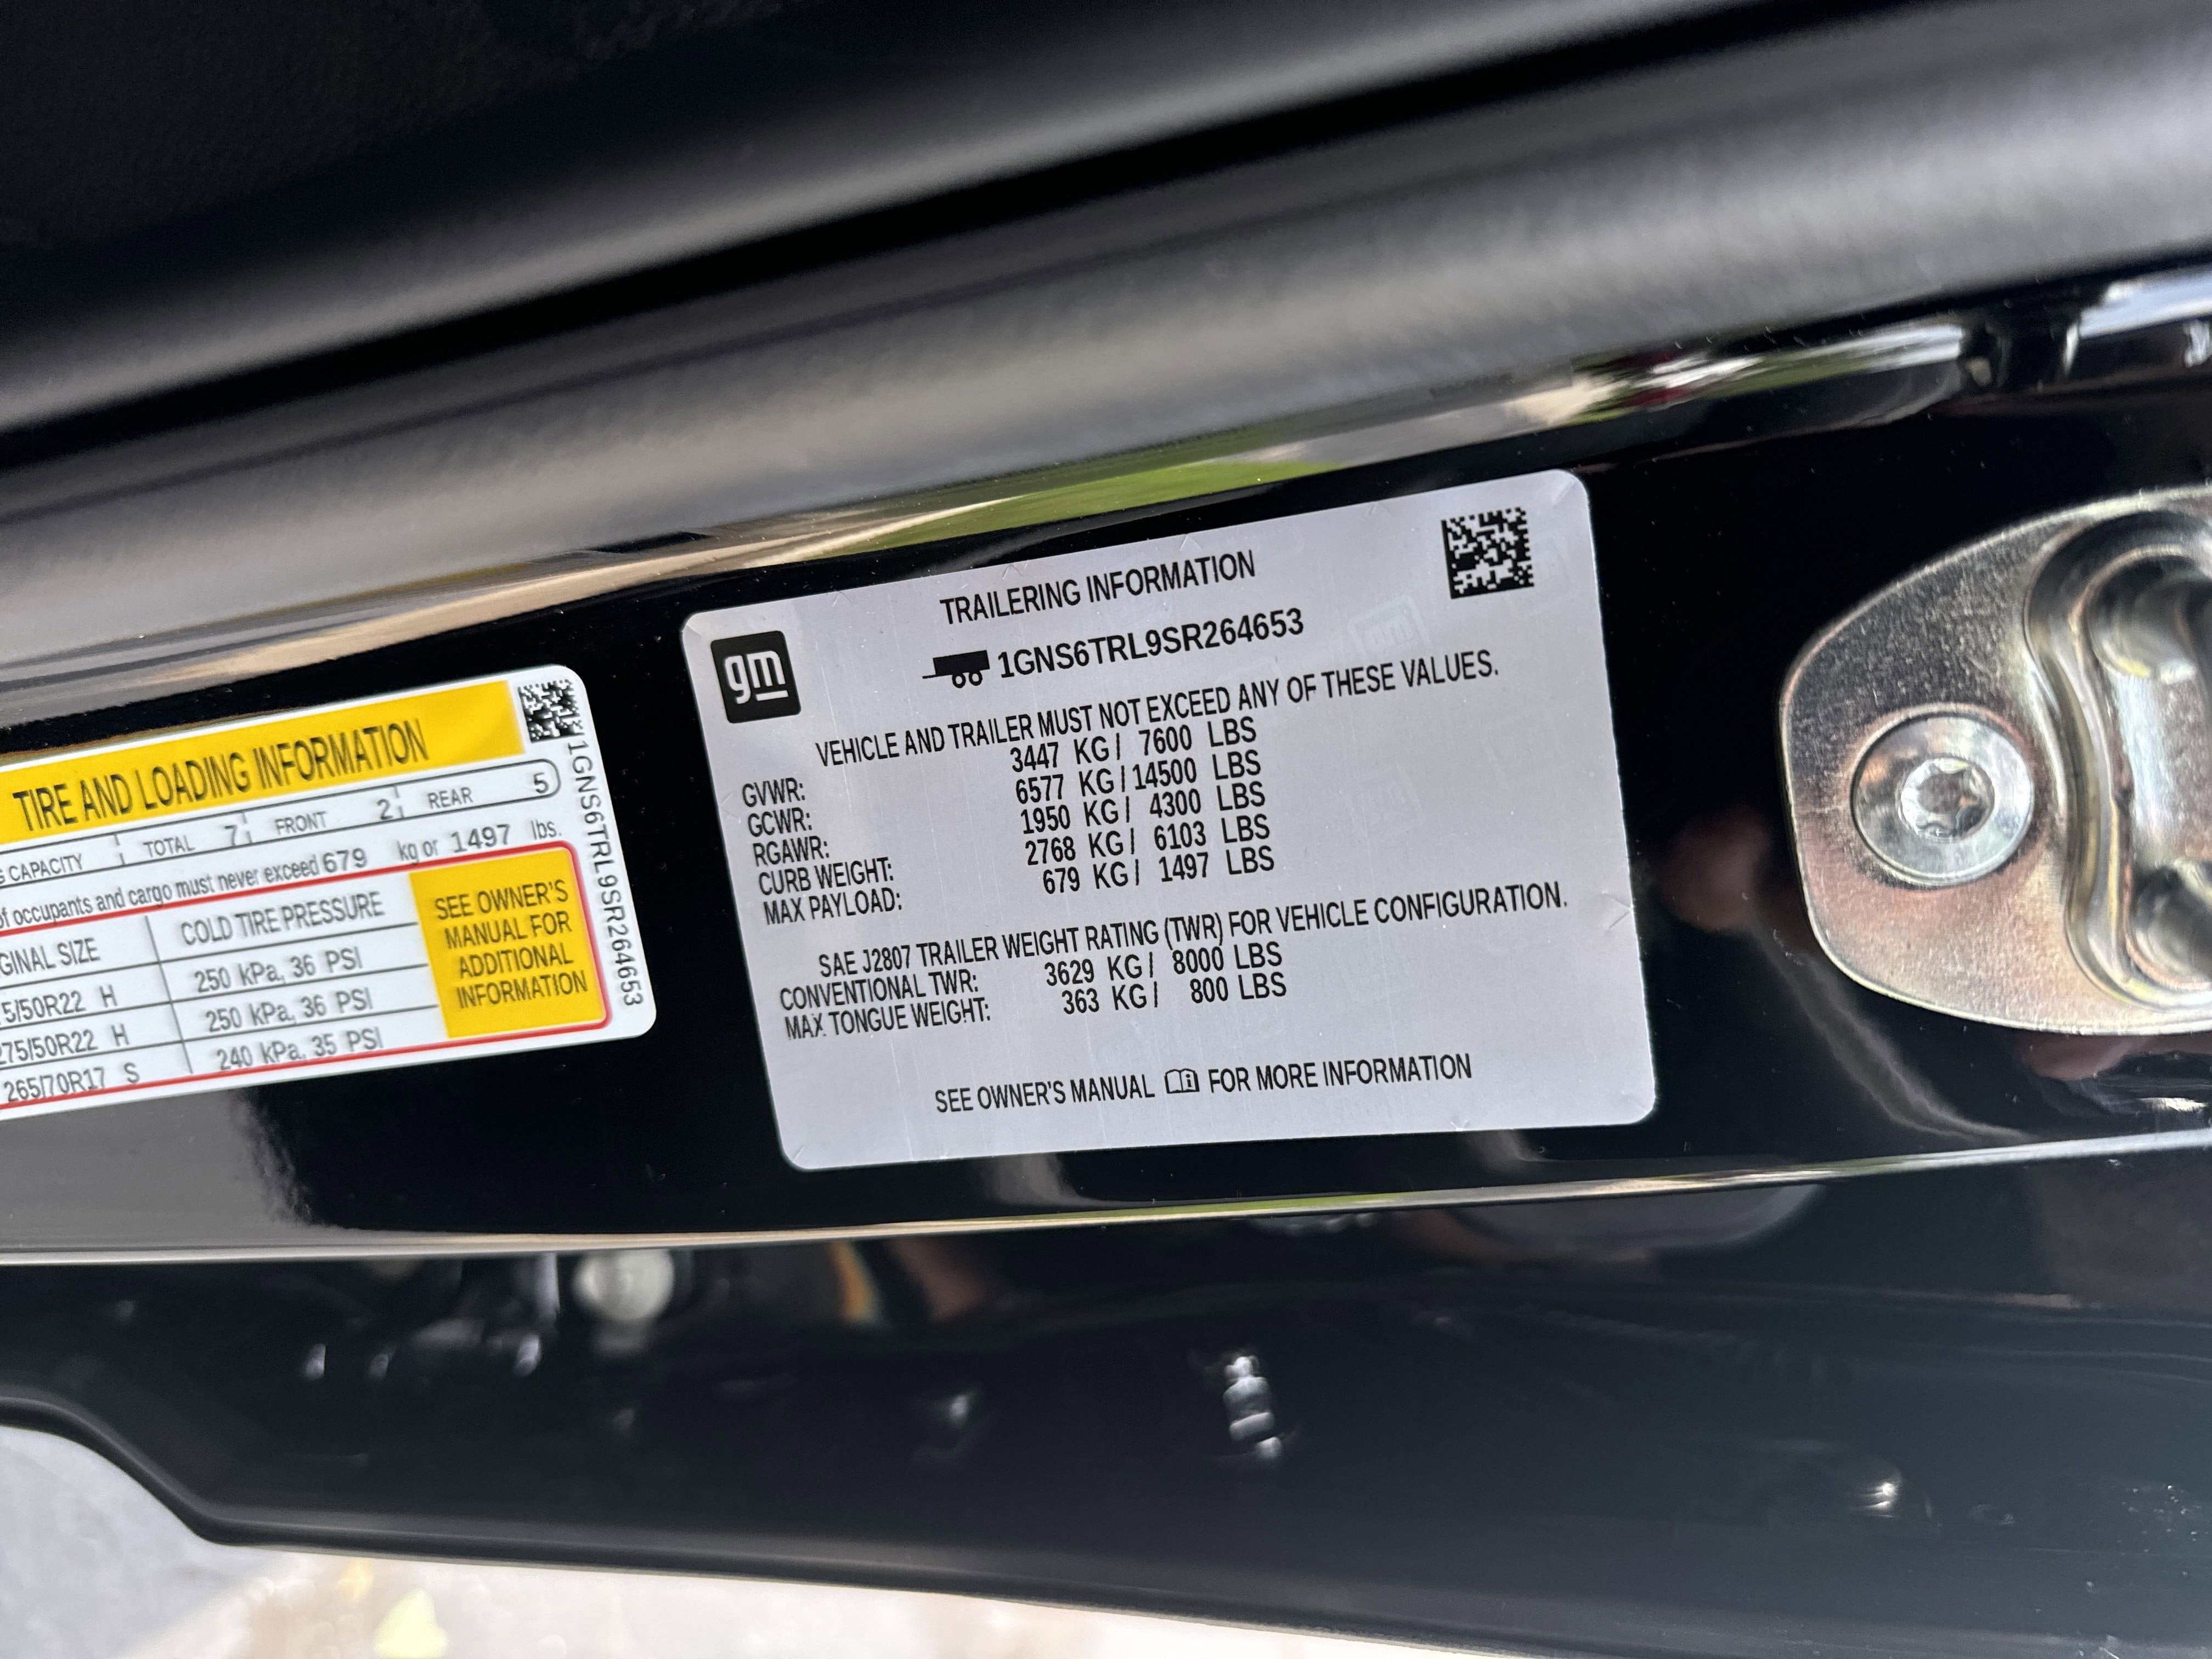 TIRE AND LOADING INFORMATION
CAPACITY TOTAL 7 FRONT 2 REAR 5
of occupants and cargo must never exceed 679 kg or 1497 lbs.
COLD TIRE PRESSURE
5/50R22 H 250 kPa, 36 PSI
275/50R22 H 250 kPa, 36 PSI
265/70R17 S 240 kPa, 35 PSI
SEE OWNER'S
MANUAL FOR
ADDITIONAL
INFORMATION
1GNS6TRL9SR264653
gm
TRAILERING INFORMATION
1GNS6TRL9SR264653
VEHICLE AND TRAILER MUST NOT EXCEED ANY OF THESE VALUES.
GVWR: 3447 KG / 7600 LBS
GCWR: 6577 KG / 14500 LBS
RGAWR: 1950 KG / 4300 LBS
CURB WEIGHT: 2768 KG / 6103 LBS
MAX PAYLOAD: 679 KG / 1497 LBS
SAE J2807 TRAILER WEIGHT RATING (TWR) FOR VEHICLE CONFIGURATION.
CONVENTIONAL TWR: 3629 KG / 8000 LBS
MAX TONGUE WEIGHT: 363 KG / 800 LBS
SEE OWNER'S MANUAL FOR MORE INFORMATION